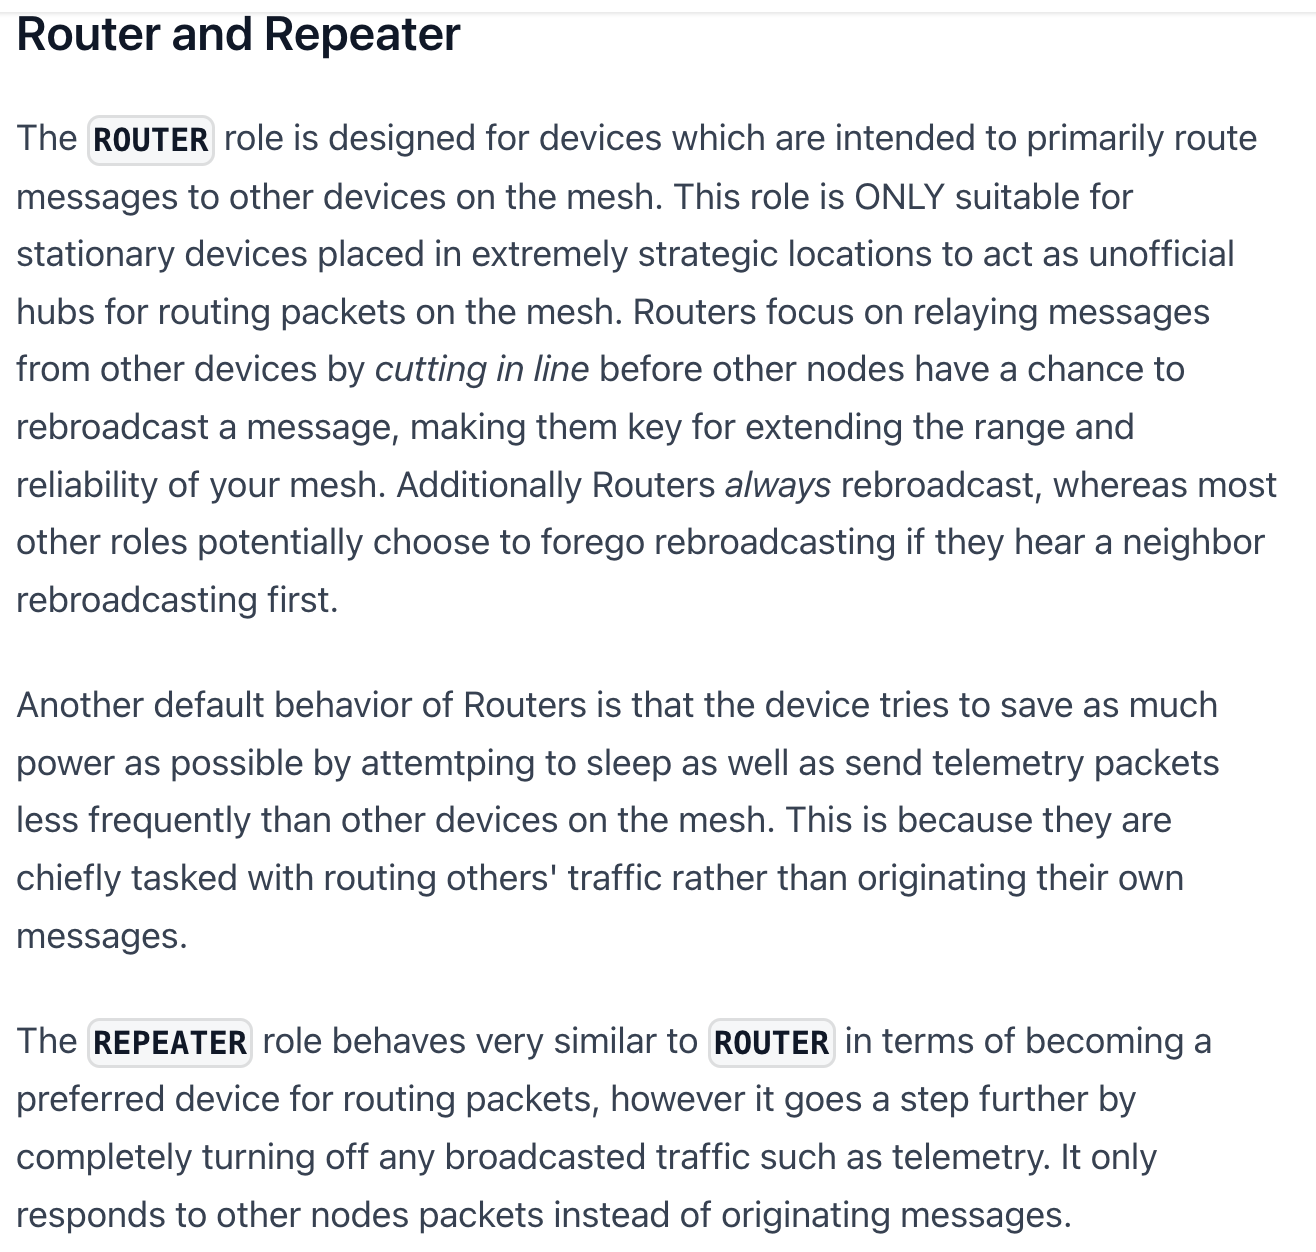 Router and Repeater
The ROUTER role is designed for devices which are intended to primarily route
messages to other devices on the mesh. This role is ONLY suitable for
stationary devices placed in extremely strategic locations to act as unofficial
hubs for routing packets on the mesh. Routers focus on relaying messages
from other devices by cutting in line before other nodes have a chance to
rebroadcast a message, making them key for extending the range and
reliability of your mesh. Additionally Routers always rebroadcast, whereas most
other roles potentially choose to forego rebroadcasting if they hear a neighbor
rebroadcasting first.
Another default behavior of Routers is that the device tries to save as much
power as possible by attemtping to sleep as well as send telemetry packets
less frequently than other devices on the mesh. This is because they are
chiefly tasked with routing others' traffic rather than originating their own
messages.
The REPEATER role behaves very similar to ROUTER in terms of becoming a
preferred device for routing packets, however it goes a step further by
completely turning off any broadcasted traffic such as telemetry. It only
responds to other nodes packets instead of originating messages.